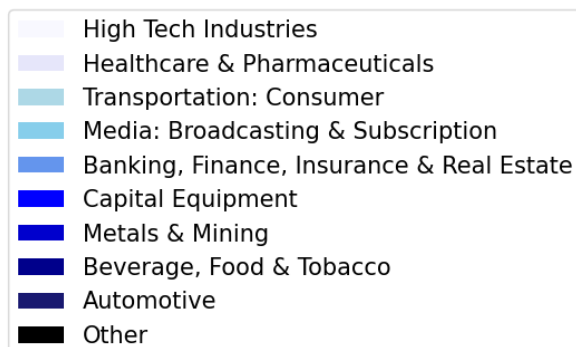 High Tech Industries
Healthcare & Pharmaceuticals
Transportation: Consumer
Media: Broadcasting & Subscription
Banking, Finance, Insurance & Real Estate
Capital Equipment
Metals & Mining
Beverage, Food & Tobacco
Automotive
Other